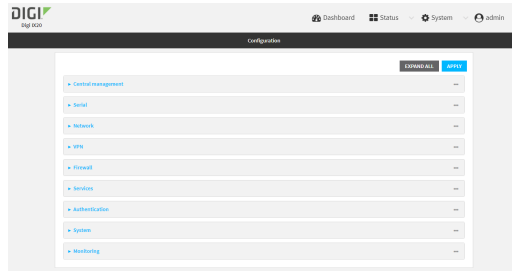 DIGI
Digi IX20
Dashboard Status System admin
Configuration
EXPAND ALL APPLY
Central management
Serial
Network
VPN
Firewall
Services
Authentication
System
Monitoring